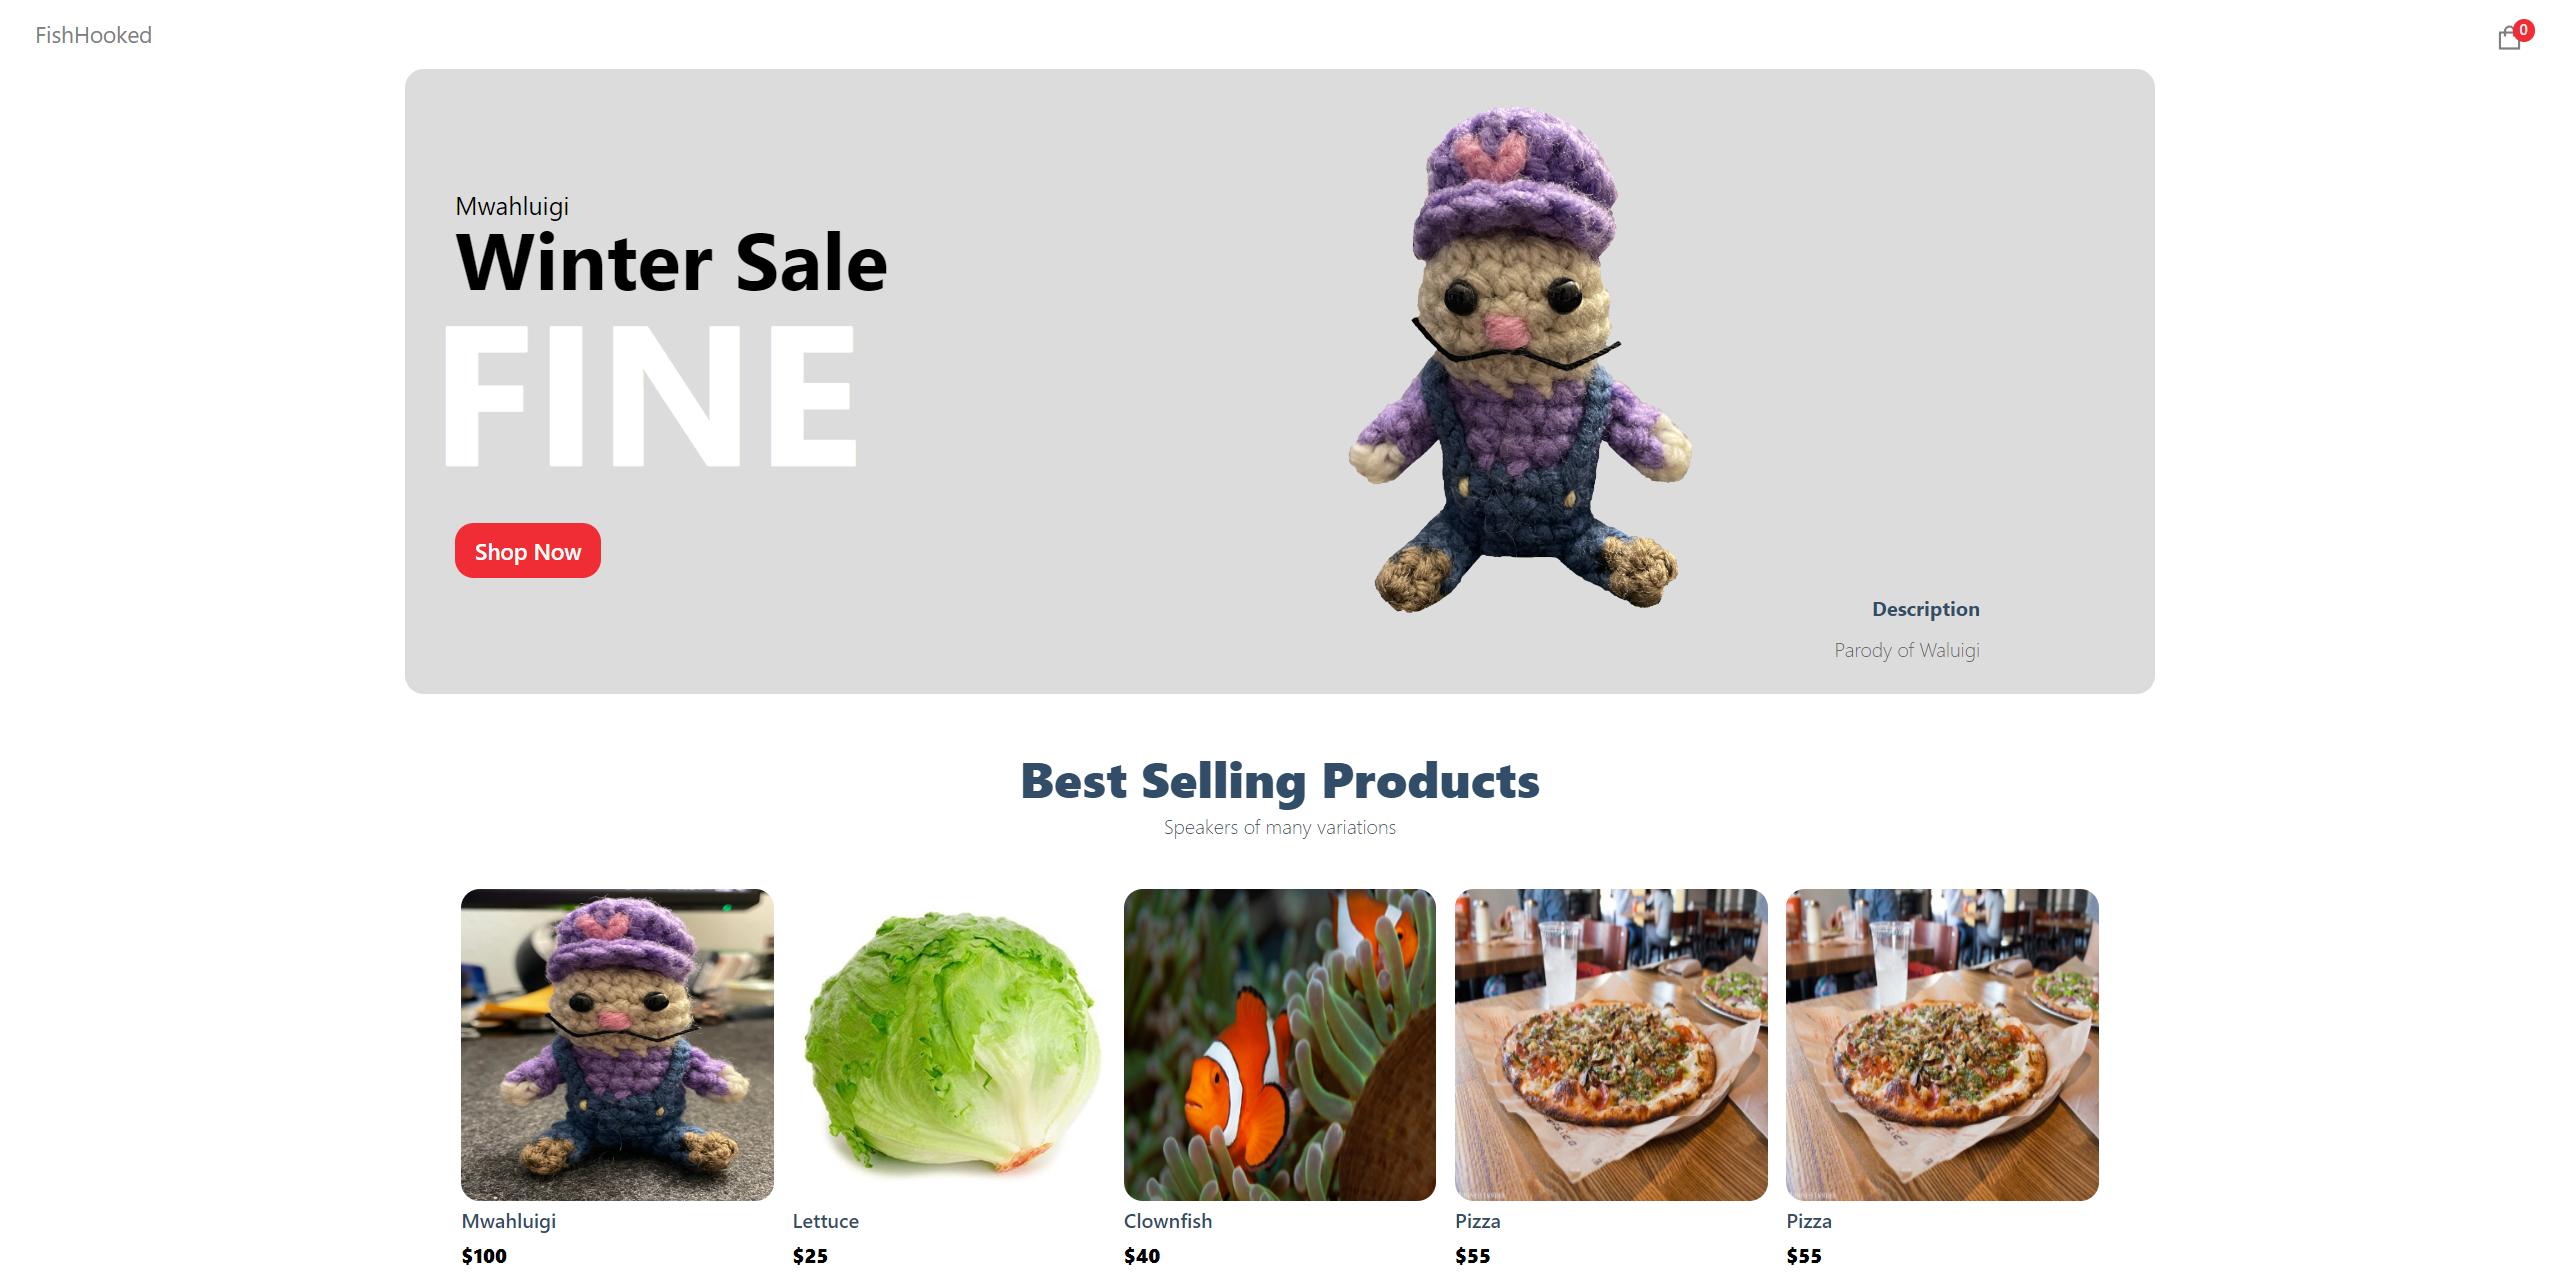 FishHooked
0
Mwahluigi
Winter Sale
FINE
Shop Now
Description
Parody of Waluigi
Best Selling Products
Speakers of many variations
Mwahluigi
$100
Lettuce
$25
Clownfish
$40
Pizza
$55
Pizza
$55